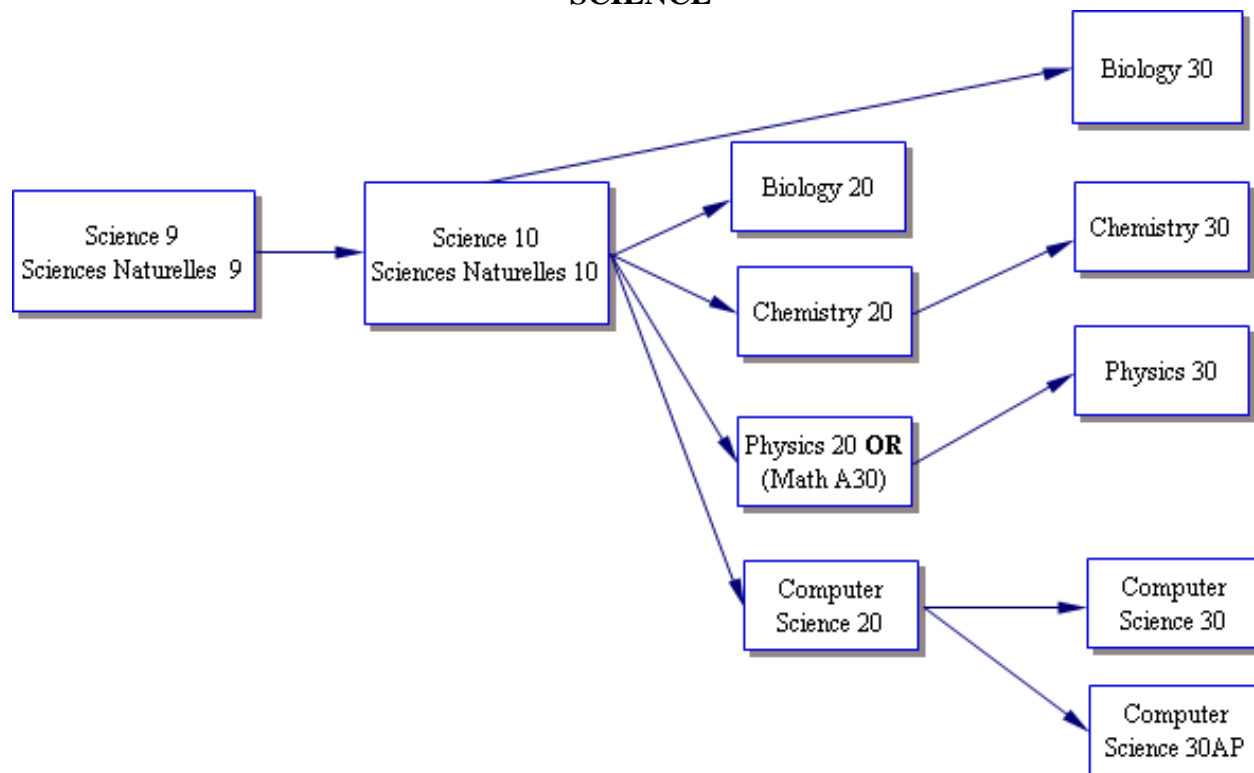 SCIENCE
Biology 30
Biology 20
Science 9
Sciences Naturelles 9
Science 10
Sciences Naturelles 10
Chemistry 30
Chemistry 20
Physics 30
Physics 20 OR
(Math A30)
Computer
Science 20
Computer
Science 30
Computer
Science 30AP